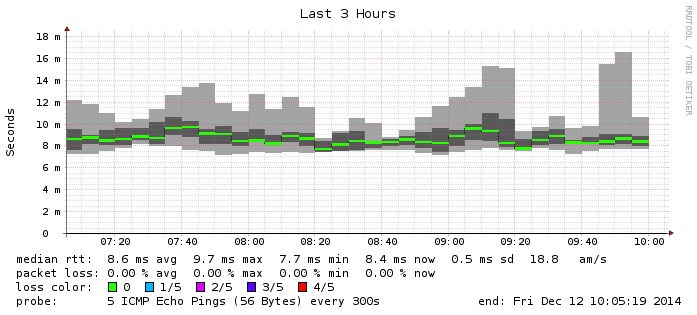 Last 3 Hours
RRDTOOL / TOBI OETIKER
Seconds
18 m
16 m
14 m
12 m
10 m
8 m
6 m
4 m
2 m
0
07:20 07:40 08:00 08:20 08:40 09:00 09:20 09:40 10:00
median rtt: 8.6 ms avg 9.7 ms max 7.7 ms min 8.4 ms now 0.5 ms sd 18.8 am/s
packet loss: 0.00 % avg 0.00 % max 0.00 % min 0.00 % now
loss color: 0 1/5 2/5 3/5 4/5
probe: 5 ICMP Echo Pings (56 Bytes) every 300s end: Fri Dec 12 10:05:19 2014